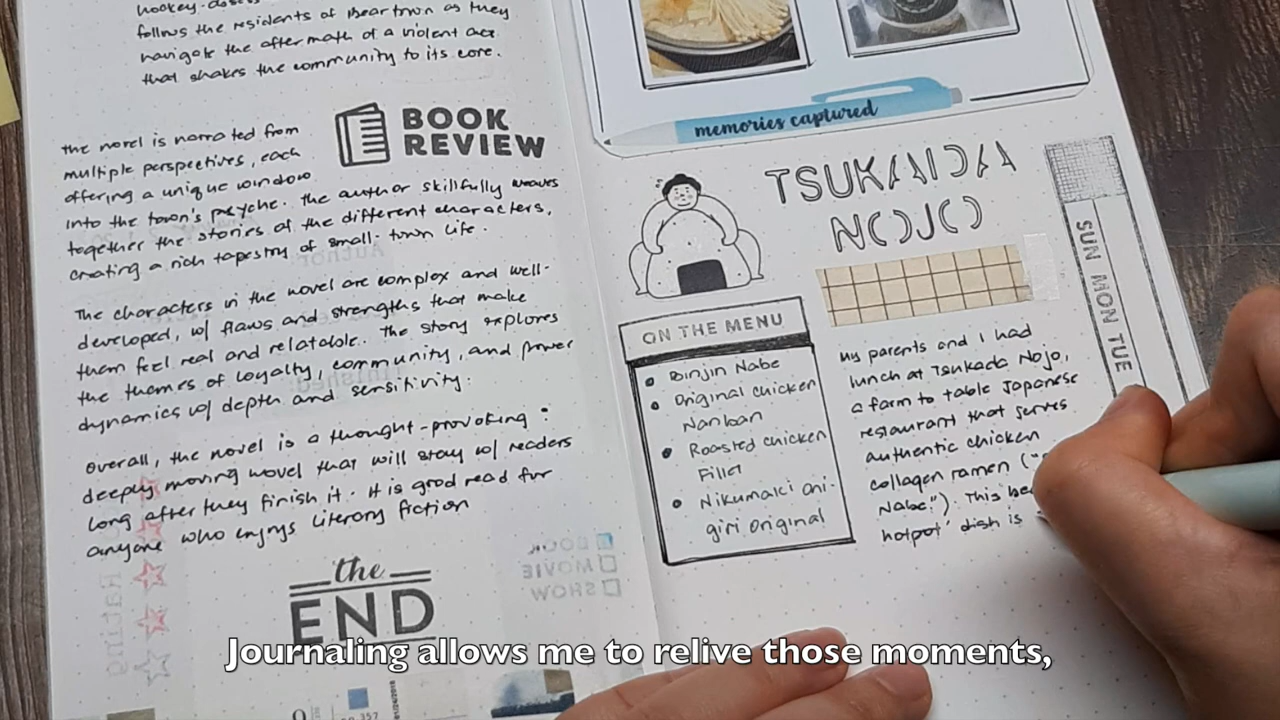 follows the residents of Beartown as they
navigate the aftermath of a violent act
that shakes the community to its core.
BOOK
REVIEW
the novel is narrated from
multiple perspectives, each
offering a unique window
into the town's psyche. the author skillfully weaves
together the stories of the different characters,
creating a rich tapestry of small-town life.
The characters in the novel are complex and well-
developed, w/ flaws and strengths that make
them feel real and relatable. the story explores
the themes of loyalty, community, and power
dynamics w/ depth and sensitivity.
Overall, the novel is a thought-provoking :
deeply moving novel that will stay w/ readers
long after they finish it. It is good read for
anyone who enjoys literary fiction
the
END
BOOK
MOVIE
SHOW
memories captured
TSUKADA
NOJO
SUN MON TUE
ON THE MENU
Binjin Nabe
Original chicken
Nanban
Roasted chicken
Fillet
Nikumaki oni-
giri original
My parents and I had
lunch at Tsukada Nojo,
a farm to table Japanese
restaurant that serves
authentic chicken
collagen ramen
Nabe"). This
hotpot' dish is
Journaling allows me to relive those moments,